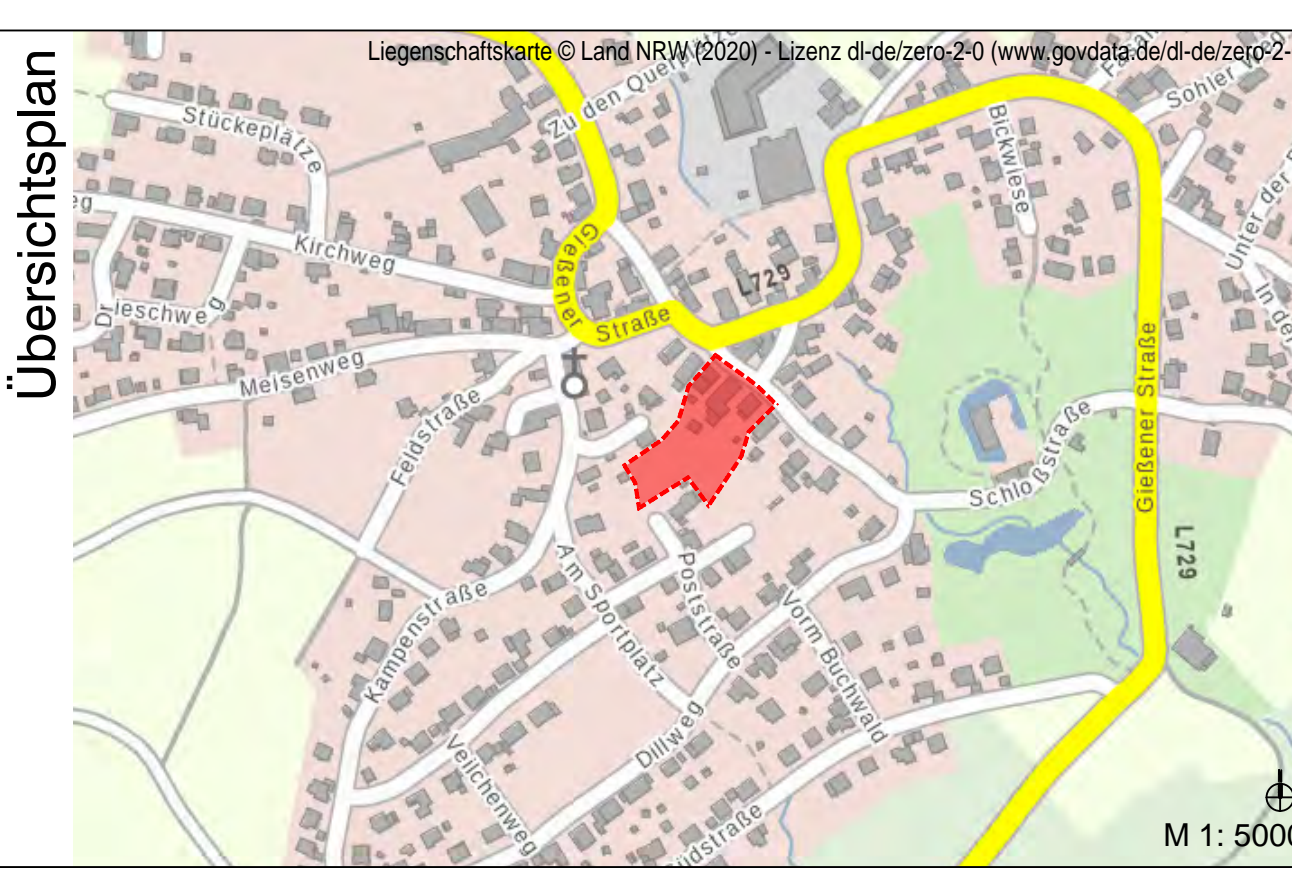 Übersichtsplan
Liegenschaftskarte © Land NRW (2020) - Lizenz dl-de/zero-2-0 (www.govdata.de/dl-de/zero-2-
Zu den
Stückeplätze
Sohler
Bickwiese
Unter der
In der
Kirchweg
Drieschweg
Gießener
Straße
L729
Meisenweg
Feldstraße
Gießener Straße
Schloßstraße
L729
Am Sportplatz
Poststraße
Vorm Buchwald
Kampenstraße
Dillweg
Veilchenweg
Südstraße
M 1: 5000